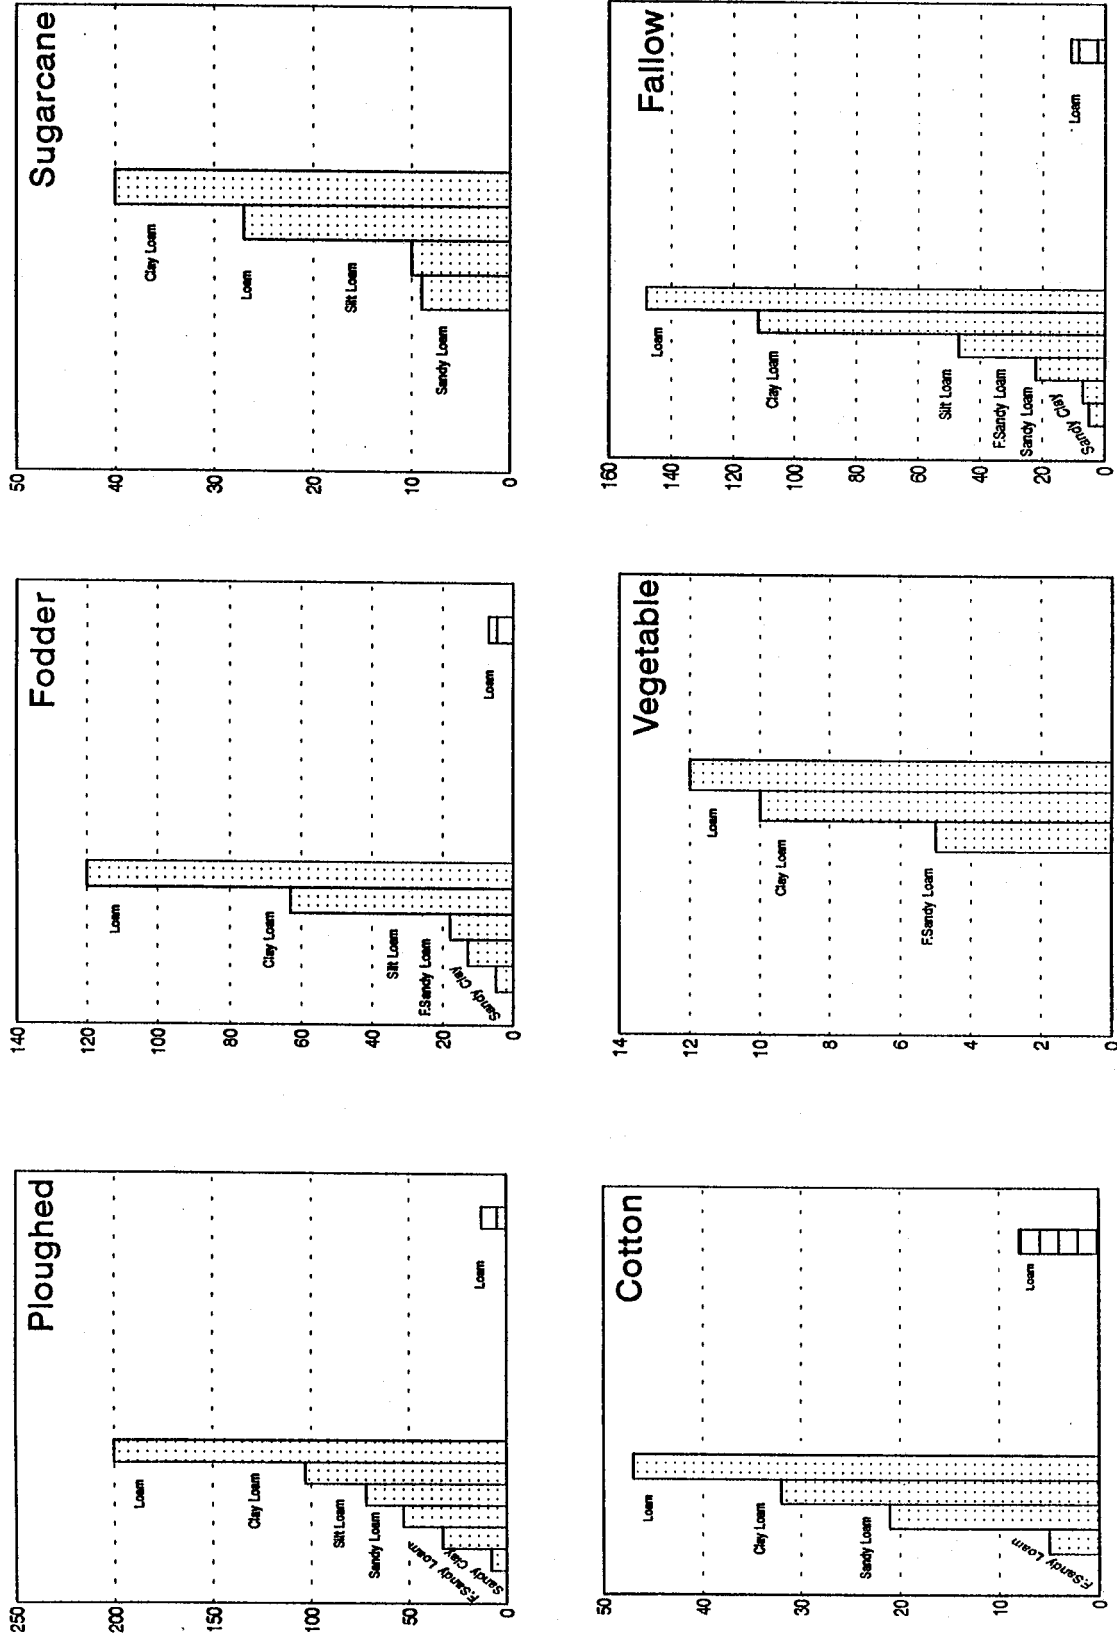 Ploughed
250
200
150
100
50
0
Loam
Clay Loam
Silt Loam
Sandy Loam
F.Sandy Loam
Sandy Clay
Loam
Fodder
140
120
100
80
60
40
20
0
Loam
Clay Loam
Silt Loam
F.Sandy Loam
Sandy Clay
Loam
Sugarcane
50
40
30
20
10
0
Clay Loam
Loam
Silt Loam
Sandy Loam
Cotton
50
40
30
20
10
0
Loam
Clay Loam
Sandy Loam
F.Sandy Loam
Loam
Vegetable
14
12
10
8
6
4
2
0
Loam
Clay Loam
F.Sandy Loam
Fallow
160
140
120
100
80
60
40
20
0
Loam
Clay Loam
Silt Loam
F.Sandy Loam
Sandy Loam
Sandy Clay
Loam